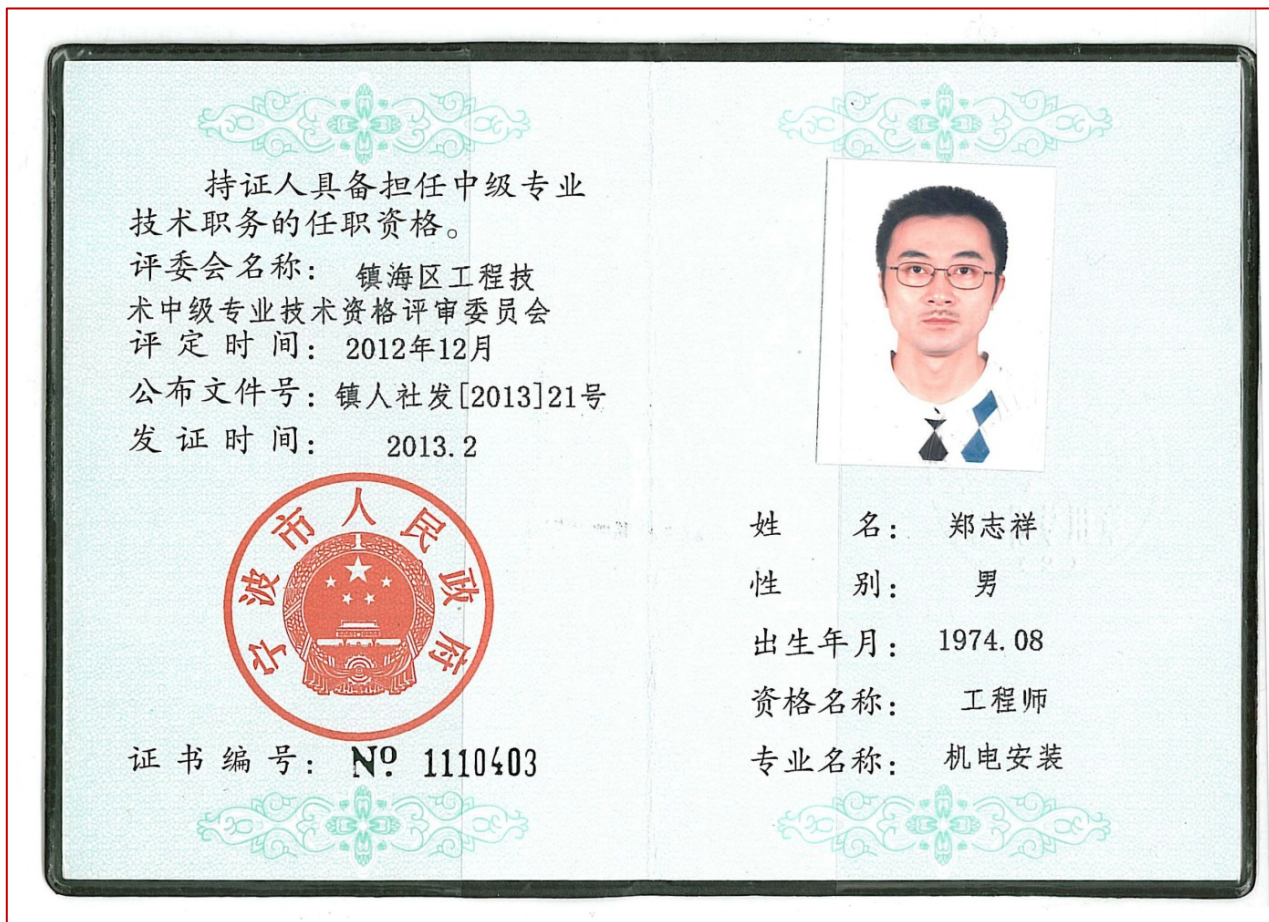 持证人具备担任中级专业
技术职务的任职资格。
评委会名称： 镇海区工程技
术中级专业技术资格评审委员会
评定时间： 2012年12月
公布文件号：镇人社发[2013]21号
发证时间： 2013.2
宁波市人民政府
证书编号： Nº 1110403
姓名： 郑志祥
性别： 男
出生年月： 1974.08
资格名称： 工程师
专业名称： 机电安装